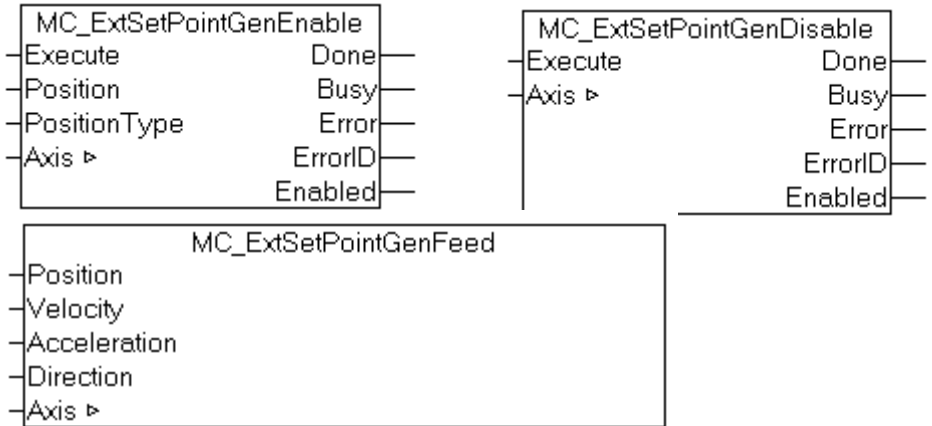 MC_ExtSetPointGenEnable
Execute Done
Position Busy
PositionType Error
Axis ErrorID
Enabled
MC_ExtSetPointGenDisable
Execute Done
Axis Busy
Error
ErrorID
Enabled
MC_ExtSetPointGenFeed
Position
Velocity
Acceleration
Direction
Axis